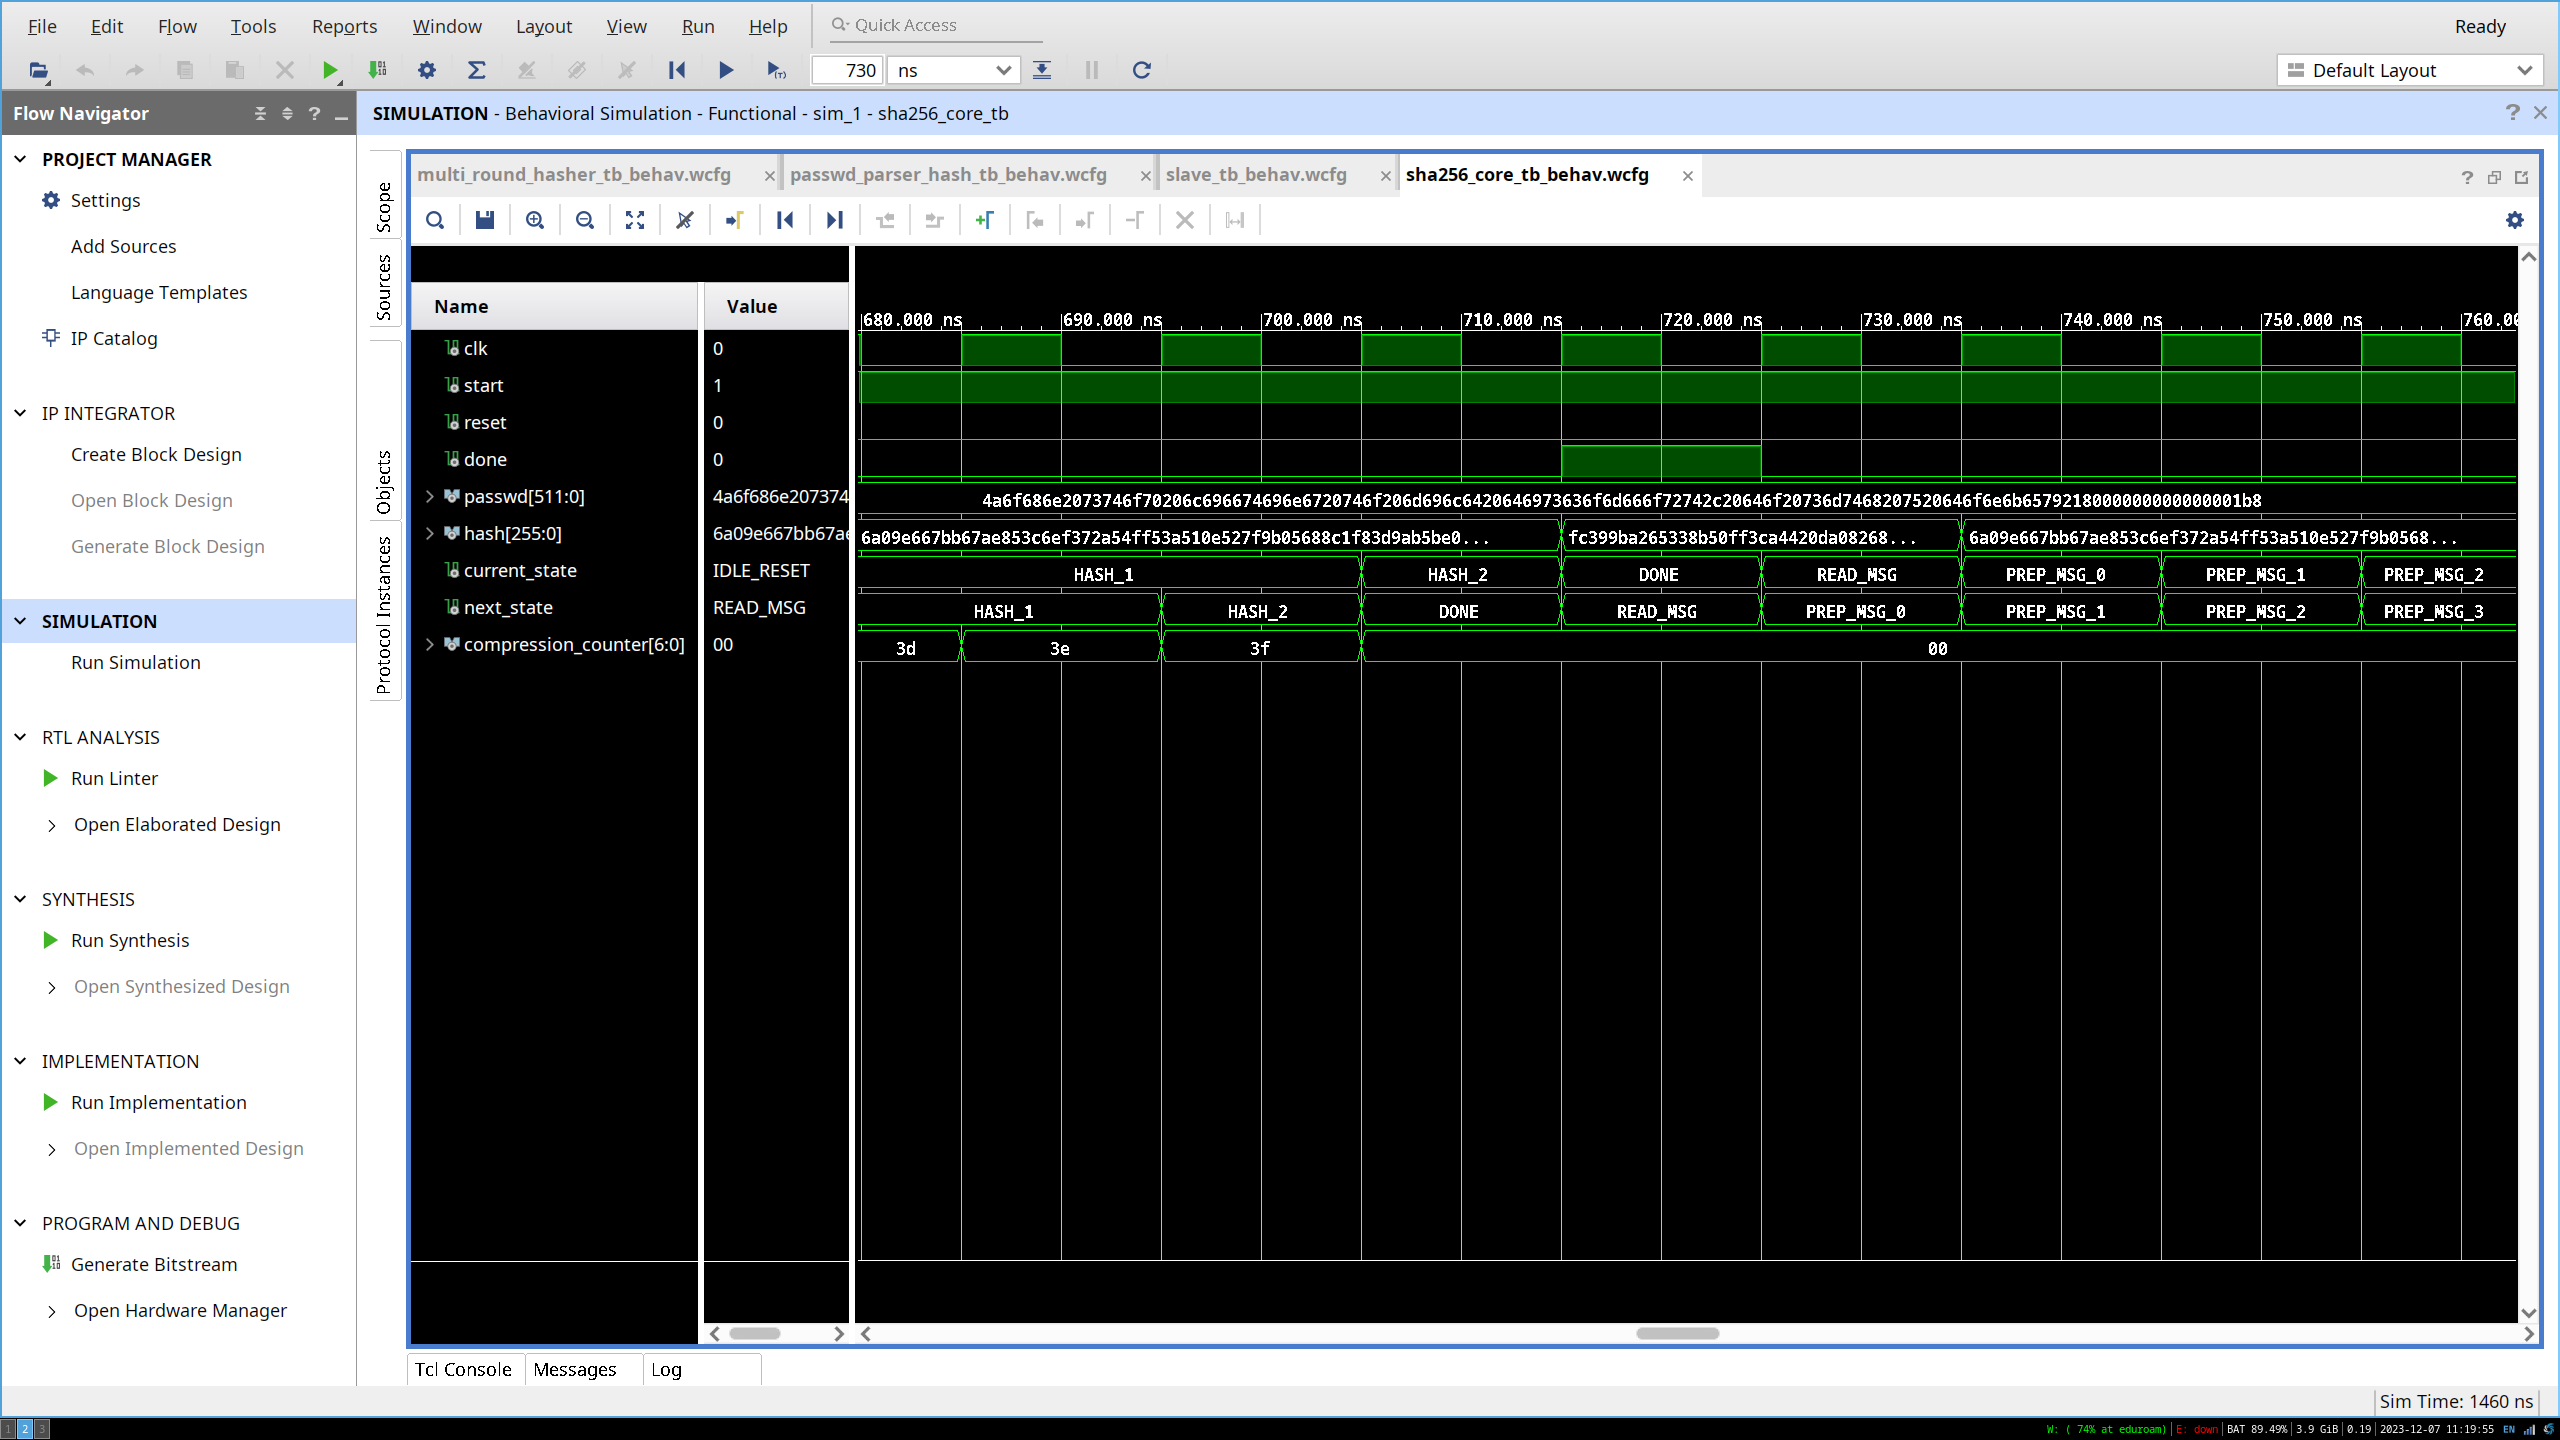 File Edit Flow Tools Reports Window Layout View Run Help Quick Access Ready
730 ns Default Layout
Flow Navigator ? SIMULATION - Behavioral Simulation - Functional - sim_1 - sha256_core_tb
PROJECT MANAGER
Settings
Add Sources
Language Templates
IP Catalog
IP INTEGRATOR
Create Block Design
Open Block Design
Generate Block Design
SIMULATION
Run Simulation
RTL ANALYSIS
Run Linter
Open Elaborated Design
SYNTHESIS
Run Synthesis
Open Synthesized Design
IMPLEMENTATION
Run Implementation
Open Implemented Design
PROGRAM AND DEBUG
Generate Bitstream
Open Hardware Manager
Scope
Sources
Objects
Protocol Instances
multi_round_hasher_tb_behav.wcfg passwd_parser_hash_tb_behav.wcfg slave_tb_behav.wcfg sha256_core_tb_behav.wcfg
Name Value
680.000 ns 690.000 ns 700.000 ns 710.000 ns 720.000 ns 730.000 ns 740.000 ns 750.000 ns 760.0
clk 0
start 1
reset 0
done 0
passwd[511:0] 4a6f686e207374 4a6f686e2073746f70206c696674696e6720746f206d696c642064697363​6f6d666f72742c20646f20736d7468207520646f6e6b65792180000000000000001b8
hash[255:0] 6a09e667bb67ae 6a09e667bb67ae853c6ef372a54ff53a510e527f9b05688c1f83d9ab5be0... fc399ba265338b50ff3ca4420da08268... 6a09e667bb67ae853c6ef372a54ff53a510e527f9b0568...
current_state IDLE_RESET HASH_1 HASH_2 DONE READ_MSG PREP_MSG_0 PREP_MSG_1 PREP_MSG_2
next_state READ_MSG HASH_1 HASH_2 DONE READ_MSG PREP_MSG_0 PREP_MSG_1 PREP_MSG_2 PREP_MSG_3
compression_counter[6:0] 00 3d 3e 3f 00
Tcl Console Messages Log
Sim Time: 1460 ns
1 2 3 W: ( 74% at eduroam) E: down BAT 89.49% 3.9 GiB 0.19 2023-12-07 11:19:55 EN